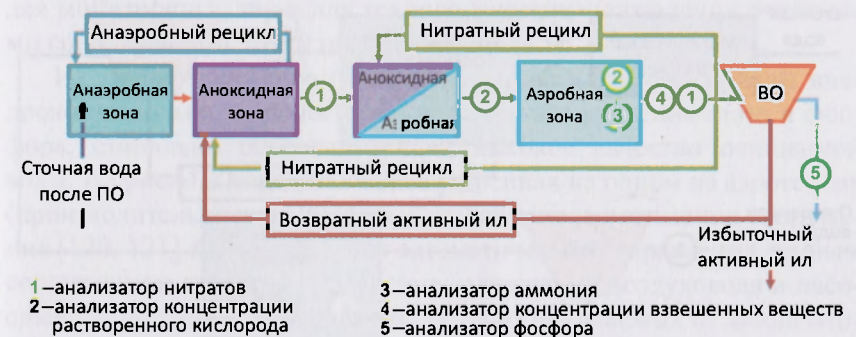 Анаэробный рецикл
Нитратный рецикл
Анаэробная
зона
Аноксидная
зона
1
Аноксидная
Аэробная
2
Аэробная
зона
2
3
4
1
ВО
5
Сточная вода
после ПО
Нитратный рецикл
Возвратный активный ил
Избыточный
активный ил
1–анализатор нитратов
2–анализатор концентрации
растворенного кислорода
3–анализатор аммония
4–анализатор концентрации взвешенных веществ
5–анализатор фосфора